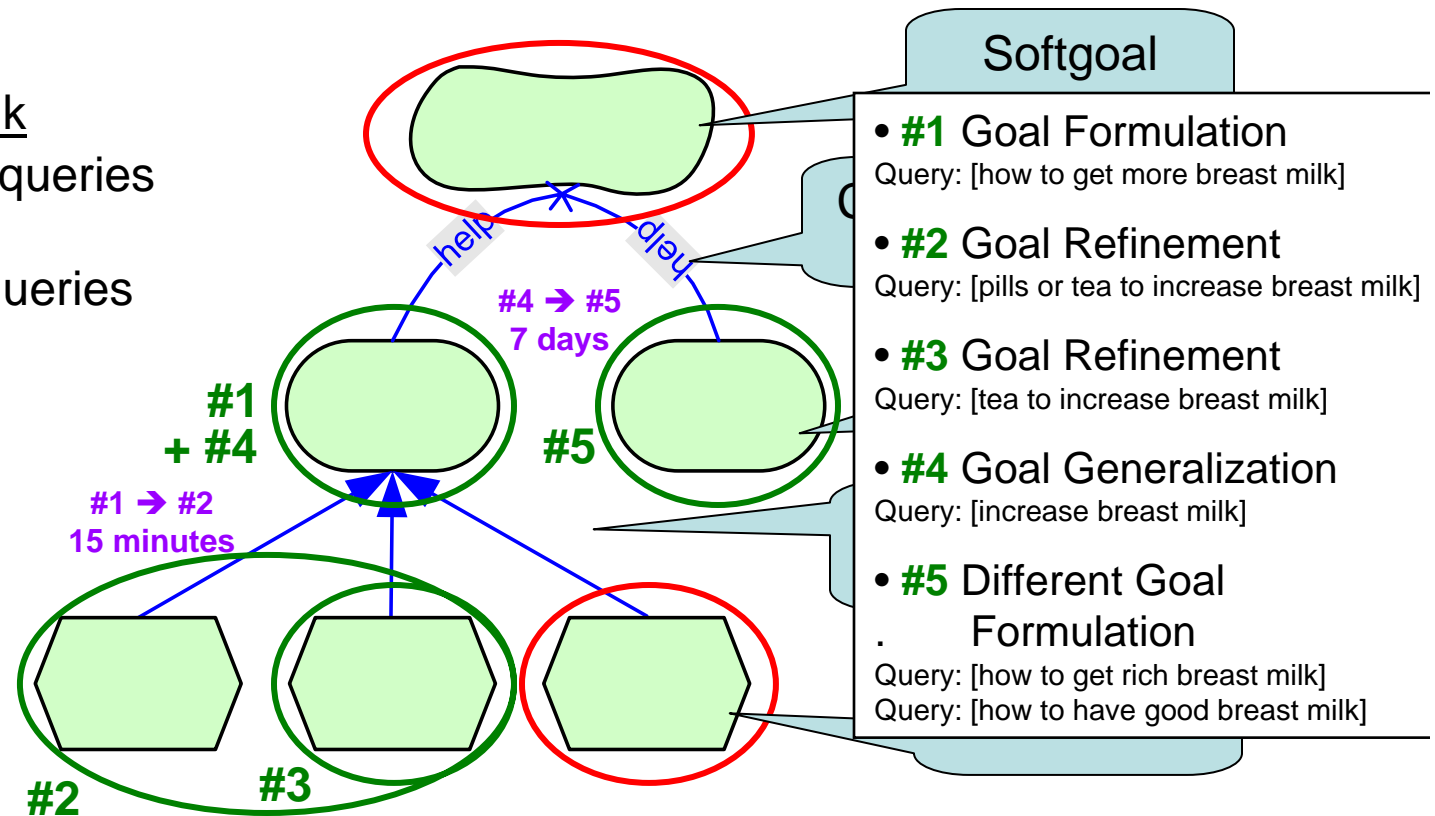 k
queries
ueries
Softgoal
help
help
#4 ➔ #5
7 days
#1
+ #4
#5
#1 ➔ #2
15 minutes
#2
#3
• #1 Goal Formulation
Query: [how to get more breast milk]
• #2 Goal Refinement
Query: [pills or tea to increase breast milk]
• #3 Goal Refinement
Query: [tea to increase breast milk]
• #4 Goal Generalization
Query: [increase breast milk]
• #5 Different Goal
. Formulation
Query: [how to get rich breast milk]
Query: [how to have good breast milk]